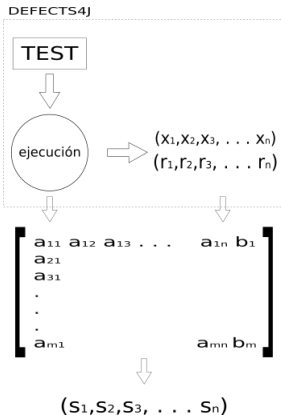 DEFECTS4J
TEST
ejecución
(x₁,x₂,x₃, . . . xₙ)
(r₁,r₂,r₃, . . . rₙ)
a₁₁ a₁₂ a₁₃ . . . a₁ₙ b₁
a₂₁
a₃₁
.
.
.
aₘ₁ aₘₙ bₘ
(s₁,s₂,s₃, . . . sₙ)